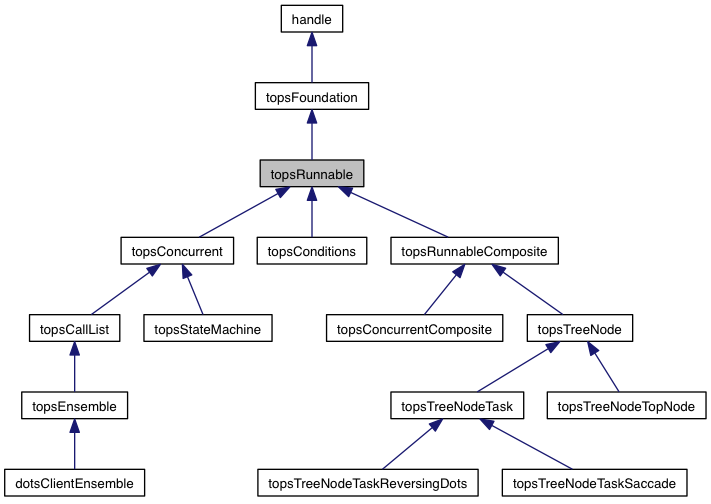 handle
topsFoundation
topsRunnable
topsConcurrent
topsConditions
topsRunnableComposite
topsCallList
topsStateMachine
topsConcurrentComposite
topsTreeNode
topsEnsemble
topsTreeNodeTask
topsTreeNodeTopNode
dotsClientEnsemble
topsTreeNodeTaskReversingDots
topsTreeNodeTaskSaccade